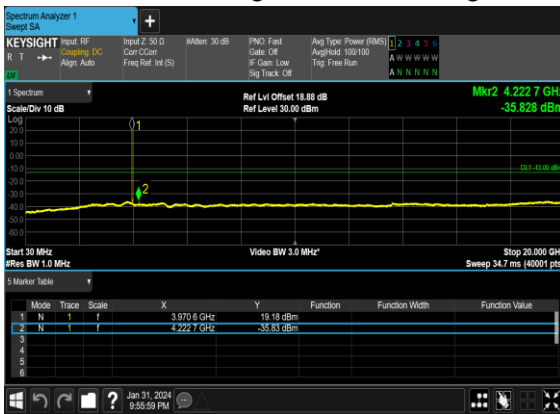 Spectrum Analyzer 1
Swept SA
KEYSIGHT Input: RF Input Z: 50 Ω #Atten: 30 dB PNO: Fast Avg Type: Power (RMS) 1 2 3 4 5 6
R T Coupling: DC Corr CCorr Gate: Off Avg|Hold: 100/100 A W W W W W
Align: Auto Freq Ref: Int (S) IF Gain: Low Trig: Free Run
Sig Track: Off A N N N N N
LV
1 Spectrum Ref Lvl Offset 18.88 dB Mkr2 4.222 7 GHz
Scale/Div 10 dB Ref Level 30.00 dBm -35.828 dBm
Log
20.0
10.0
0.00
-10.0
-20.0
-30.0
-40.0
-50.0
-60.0
1
2
DL1 -13.00 dBm
Start 30 MHz Video BW 3.0 MHz* Stop 20.000 GH
#Res BW 1.0 MHz Sweep 34.7 ms (40001 pts
5 Marker Table
Mode Trace Scale X Y Function Function Width Function Value
1 N 1 f 3.970 6 GHz 19.18 dBm
2 N 1 f 4.222 7 GHz -35.83 dBm
3
4
5
6
? Jan 31, 2024
9:55:59 PM